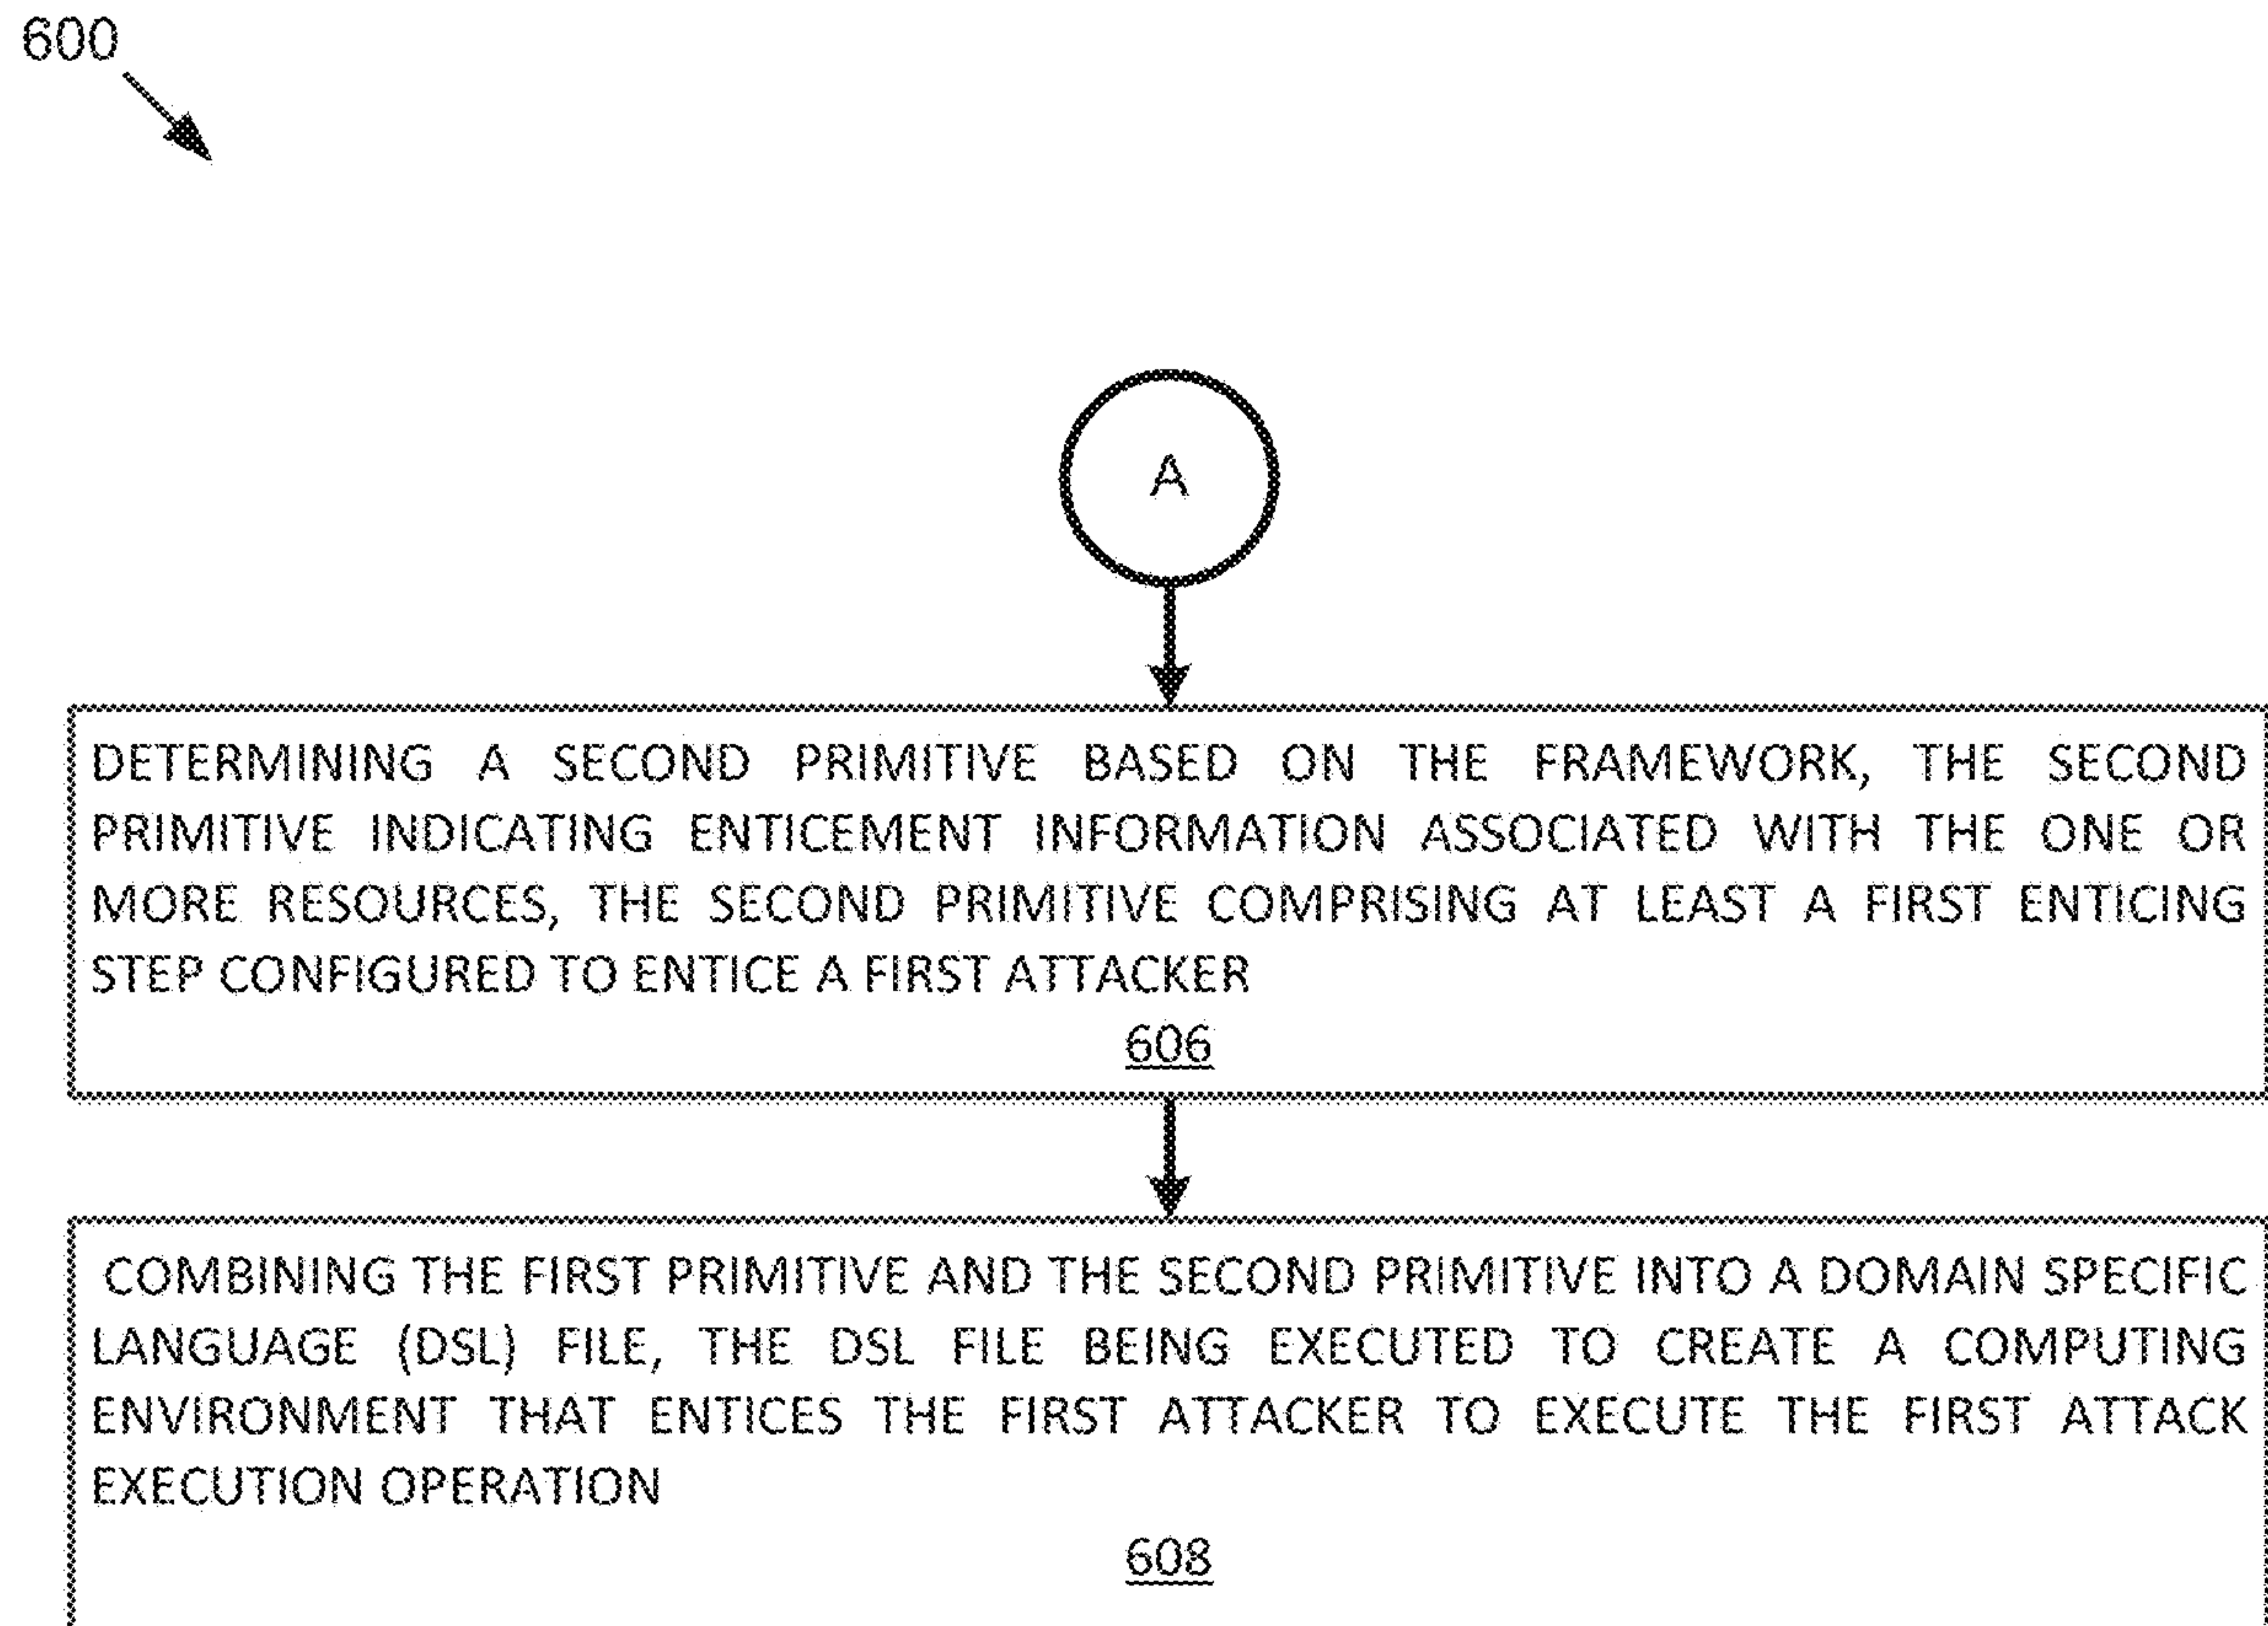 600
A
DETERMINING A SECOND PRIMITIVE BASED ON THE FRAMEWORK, THE SECOND
PRIMITIVE INDICATING ENTICEMENT INFORMATION ASSOCIATED WITH THE ONE OR
MORE RESOURCES, THE SECOND PRIMITIVE COMPRISING AT LEAST A FIRST ENTICING
STEP CONFIGURED TO ENTICE A FIRST ATTACKER
606
COMBINING THE FIRST PRIMITIVE AND THE SECOND PRIMITIVE INTO A DOMAIN SPECIFIC
LANGUAGE (DSL) FILE, THE DSL FILE BEING EXECUTED TO CREATE A COMPUTING
ENVIRONMENT THAT ENTICES THE FIRST ATTACKER TO EXECUTE THE FIRST ATTACK
EXECUTION OPERATION
608